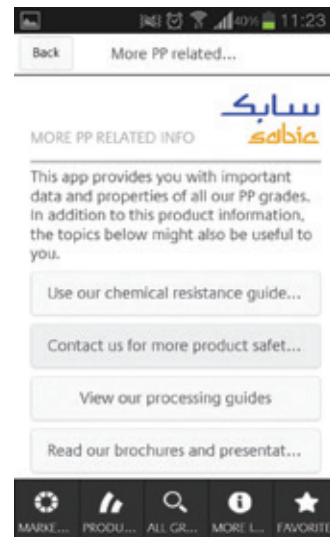 40% 11:23
Back More PP related...
سابك
sabic
MORE PP RELATED INFO
This app provides you with important
data and properties of all our PP grades.
In addition to this product information,
the topics below might also be useful to
you.
Use our chemical resistance guide...
Contact us for more product safet...
View our processing guides
Read our brochures and presentat...
MARKE... PRODU... ALL GR... MORE I... FAVORITE